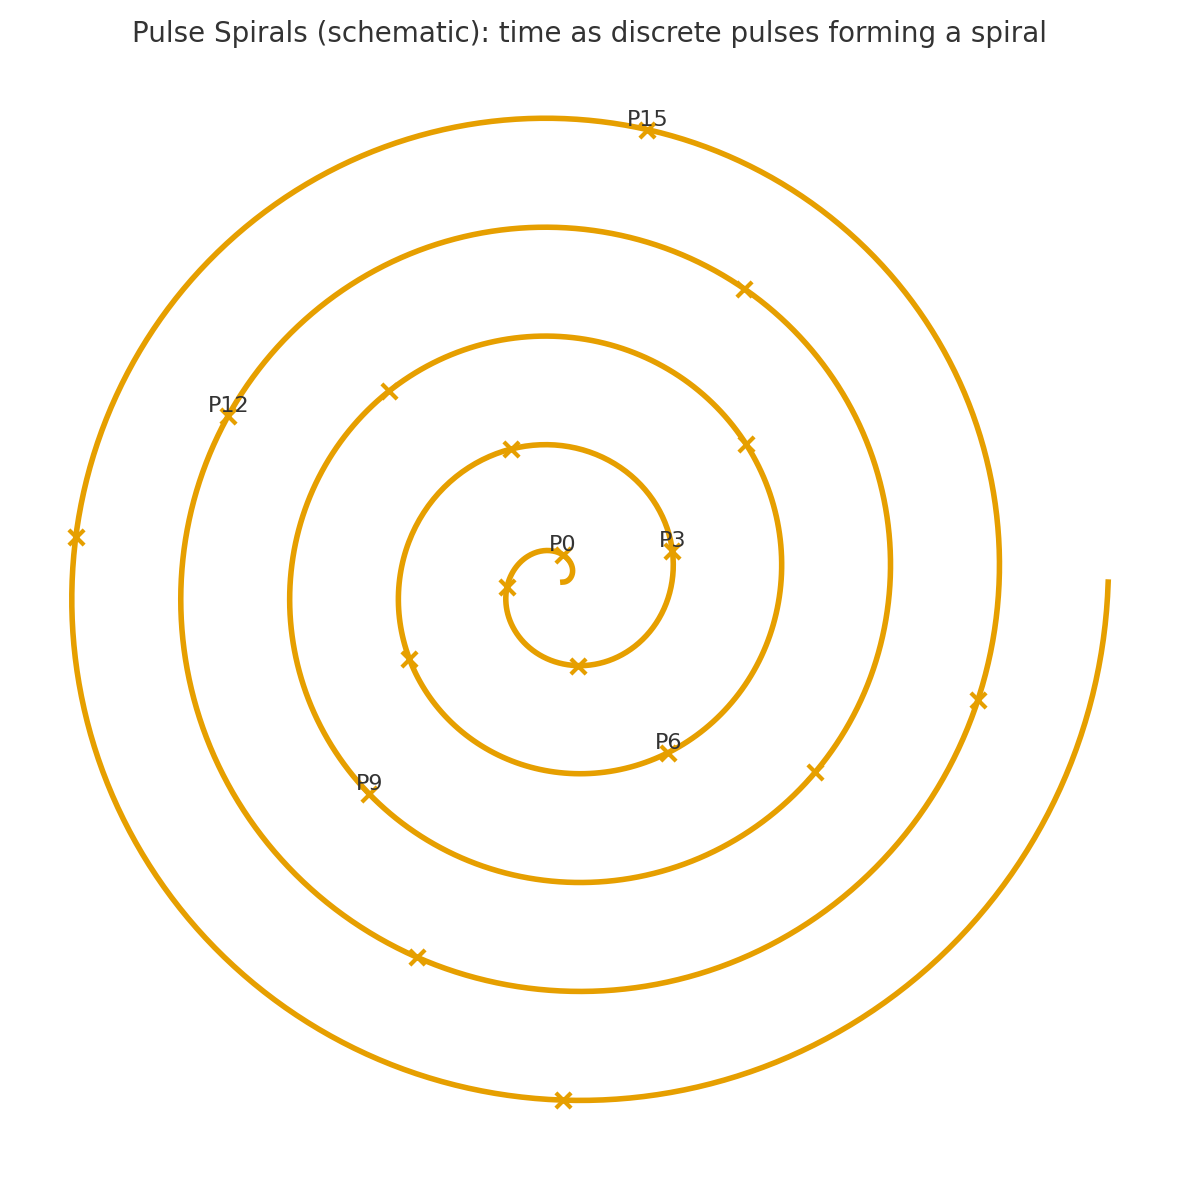 Pulse Spirals (schematic): time as discrete pulses forming a spiral
P15
P12
P0
P3
P6
P9